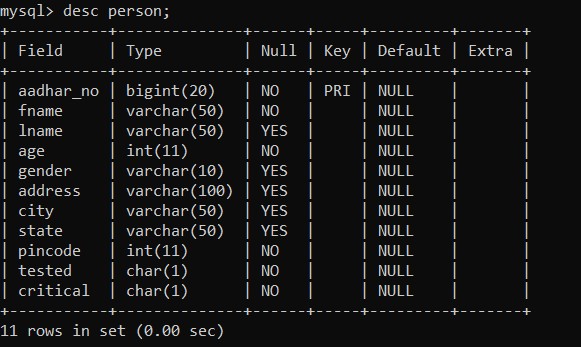 mysql> desc person;
+-----------+--------------+------+-----+---------+-------+
| Field     | Type         | Null | Key | Default | Extra |
+-----------+--------------+------+-----+---------+-------+
| aadhar_no | bigint(20)   | NO   | PRI | NULL    |       |
| fname     | varchar(50)  | NO   |     | NULL    |       |
| lname     | varchar(50)  | YES  |     | NULL    |       |
| age       | int(11)      | NO   |     | NULL    |       |
| gender    | varchar(10)  | YES  |     | NULL    |       |
| address   | varchar(100) | YES  |     | NULL    |       |
| city      | varchar(50)  | YES  |     | NULL    |       |
| state     | varchar(50)  | YES  |     | NULL    |       |
| pincode   | int(11)      | NO   |     | NULL    |       |
| tested    | char(1)      | NO   |     | NULL    |       |
| critical  | char(1)      | NO   |     | NULL    |       |
+-----------+--------------+------+-----+---------+-------+
11 rows in set (0.00 sec)